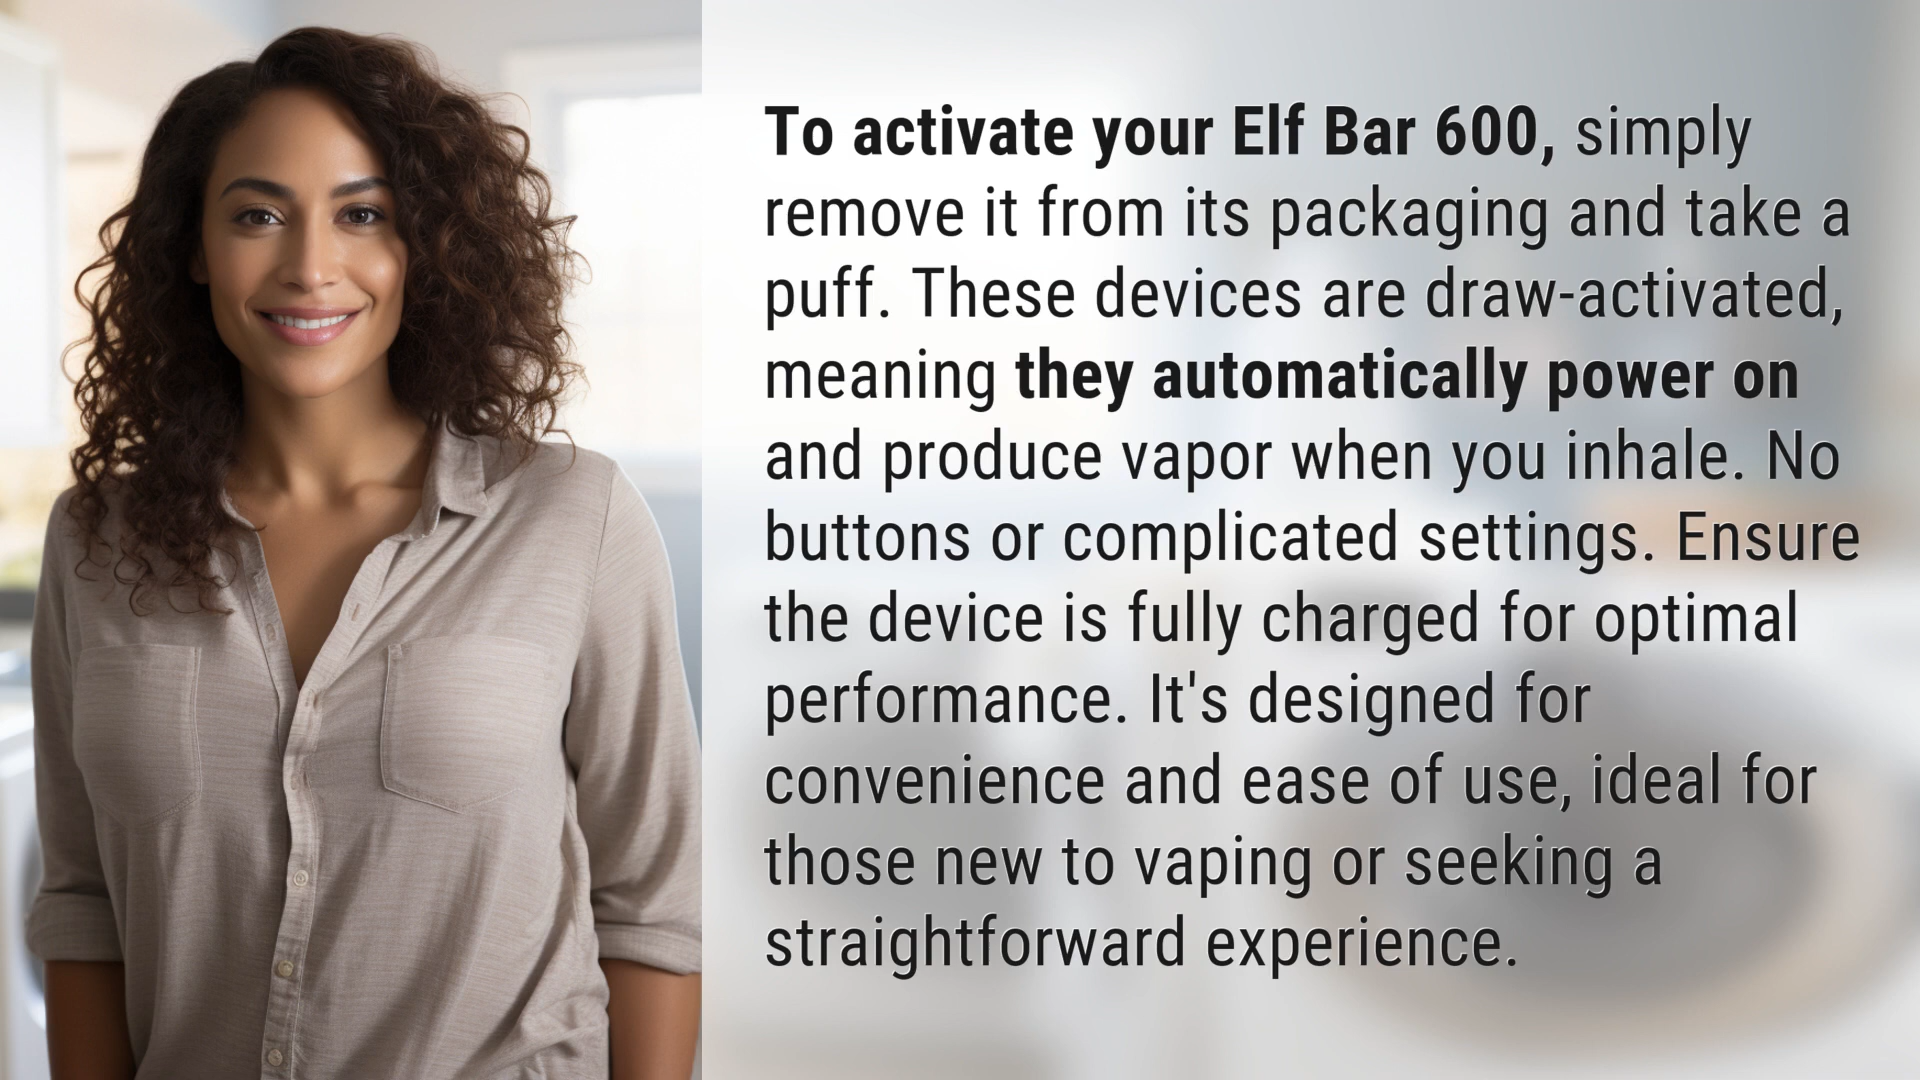 To activate your Elf Bar 600, simply
remove it from its packaging and take a
puff. These devices are draw-activated,
meaning they automatically power on
and produce vapor when you inhale. No
buttons or complicated settings. Ensure
the device is fully charged for optimal
performance. It's designed for
convenience and ease of use, ideal for
those new to vaping or seeking a
straightforward experience.